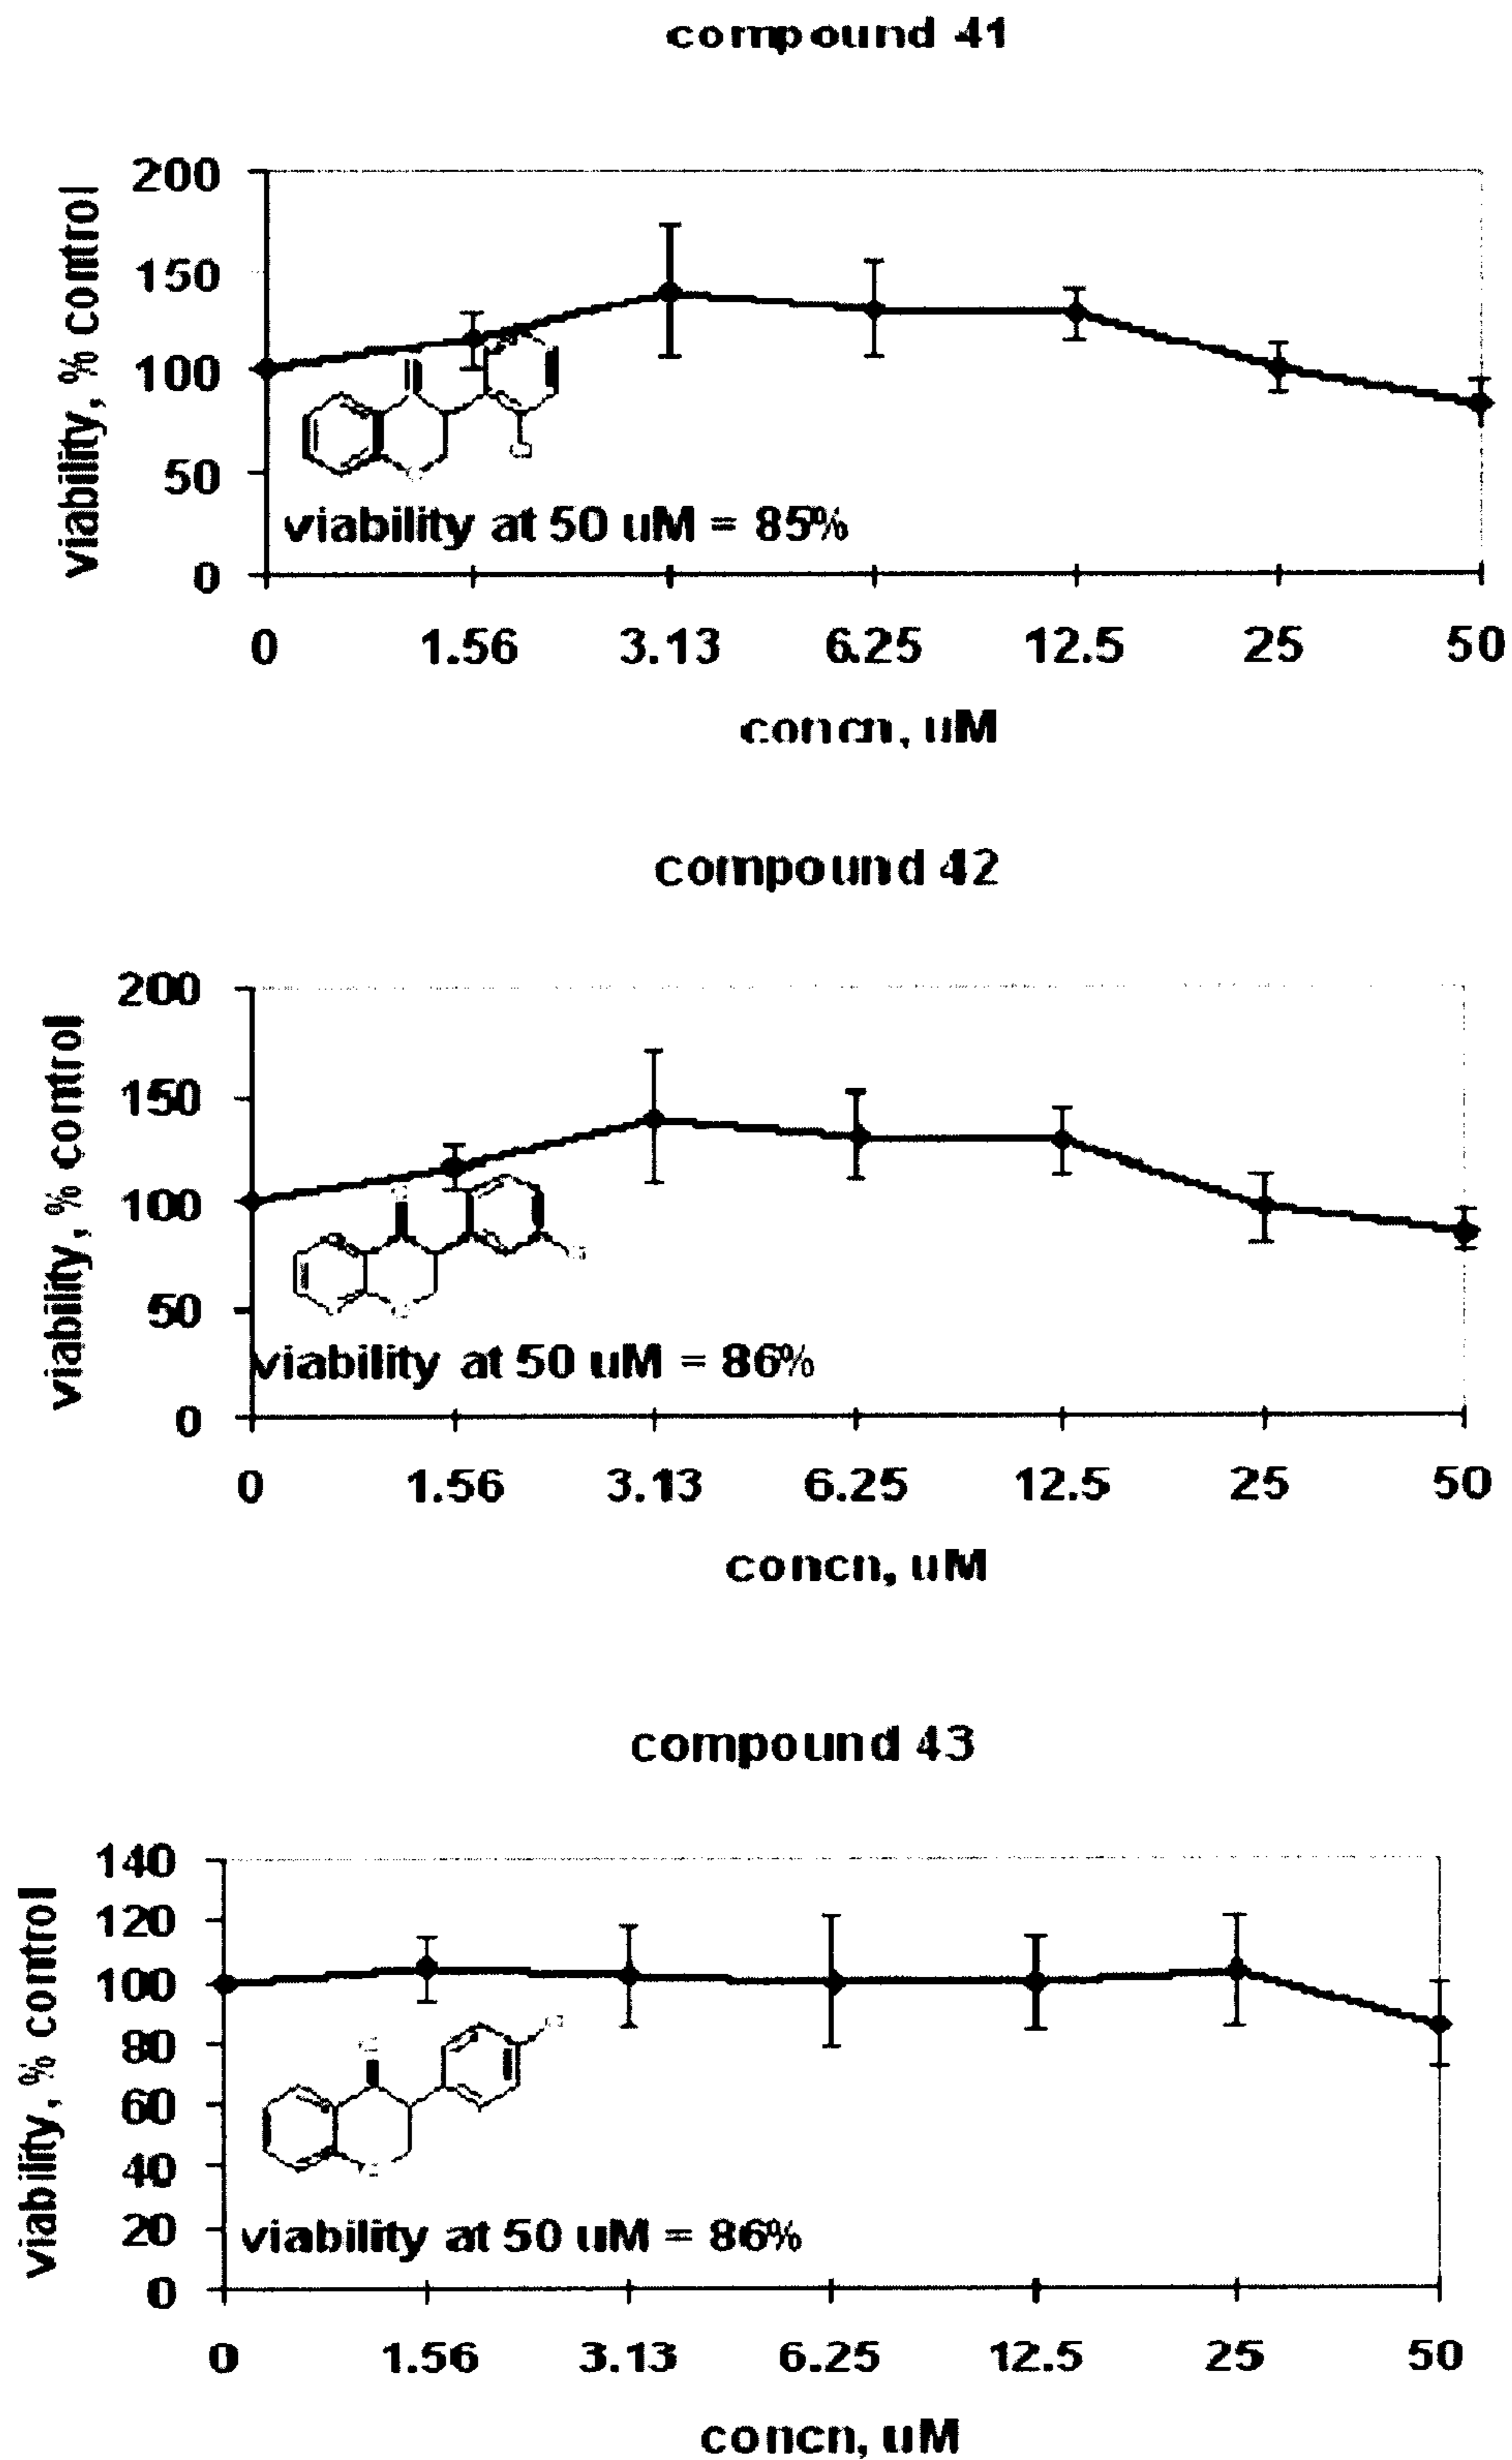 compound 41
viability, % control
200
150
100
50
0
viability at 50 uM = 85%
0 1.56 3.13 6.25 12.5 25 50
concn, uM
compound 42
viability, % control
200
150
100
50
0
viability at 50 uM = 86%
0 1.56 3.13 6.25 12.5 25 50
concn, uM
compound 43
viability, % control
140
120
100
80
60
40
20
0
viability at 50 uM = 86%
0 1.56 3.13 6.25 12.5 25 50
concn, uM